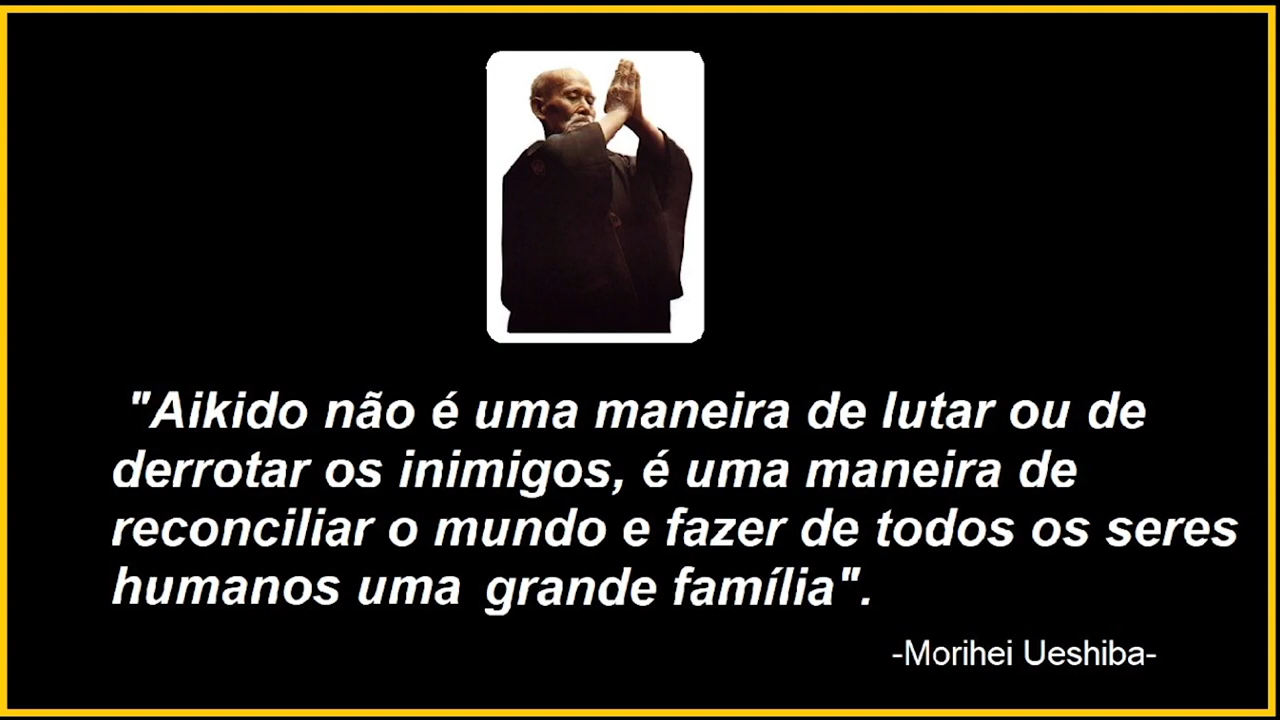 "Aikido não é uma maneira de lutar ou de
derrotar os inimigos, é uma maneira de
reconciliar o mundo e fazer de todos os seres
humanos uma grande família".
-Morihei Ueshiba-